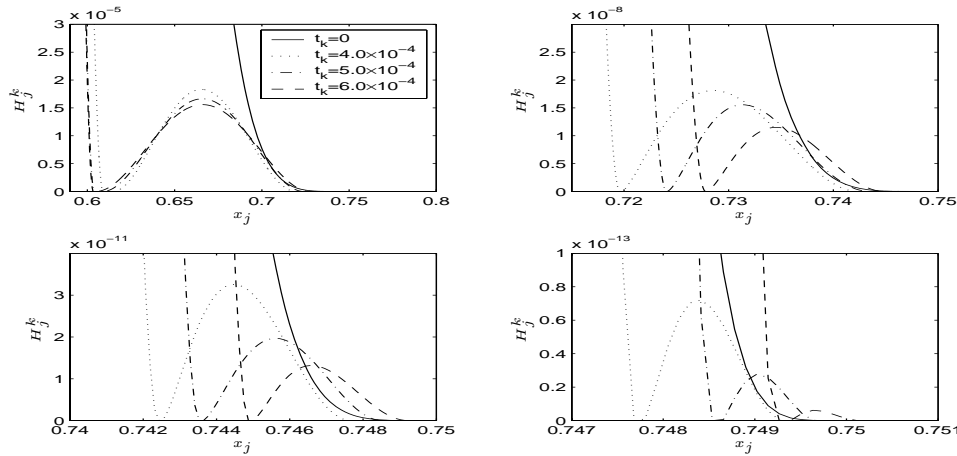 x 10⁻⁵
3
2.5
2
1.5
1
0.5
0
H_j^k
0.6 0.65 0.7 0.75 0.8
x_j
t_k=0
t_k=4.0×10⁻⁴
t_k=5.0×10⁻⁴
t_k=6.0×10⁻⁴
x 10⁻⁸
3
2.5
2
1.5
1
0.5
0
H_j^k
0.72 0.73 0.74 0.75
x_j
x 10⁻¹¹
3
2
1
0
H_j^k
0.74 0.742 0.744 0.746 0.748 0.75
x_j
x 10⁻¹³
1
0.8
0.6
0.4
0.2
0
H_j^k
0.747 0.748 0.749 0.75 0.751
x_j